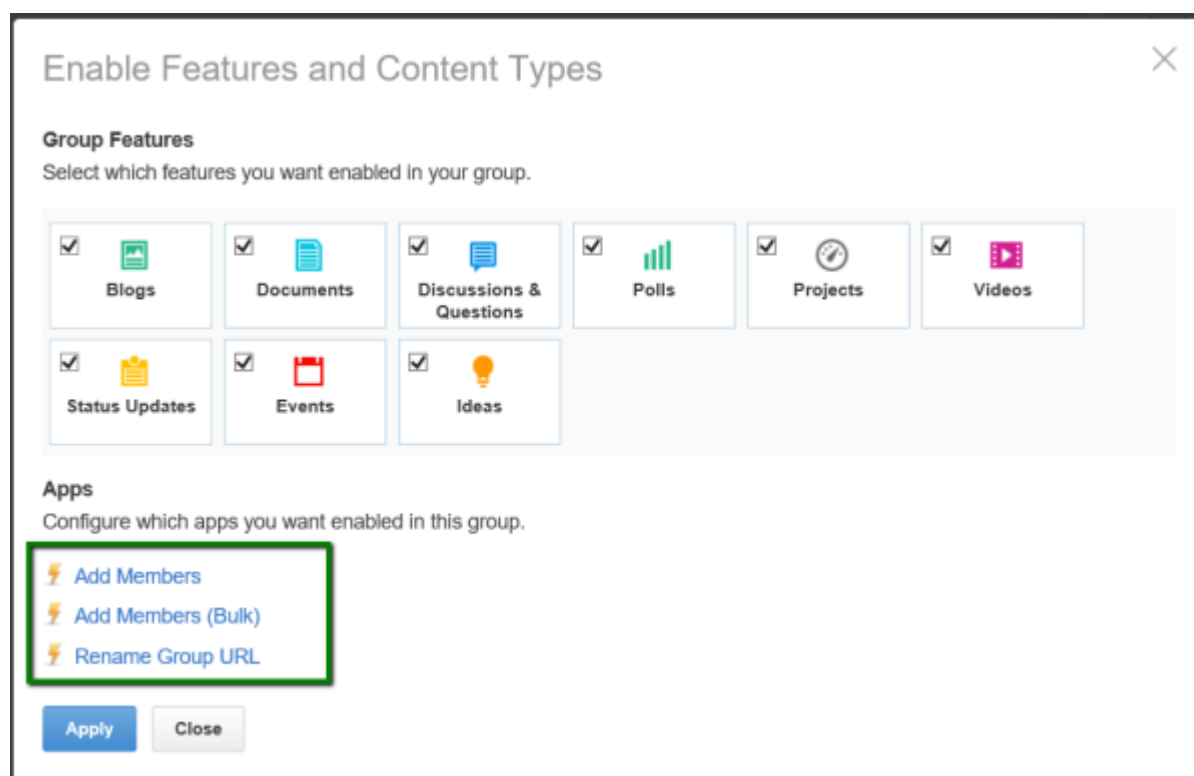 Enable Features and Content Types
Group Features
Select which features you want enabled in your group.
Blogs
Documents
Discussions &
Questions
Polls
Projects
Videos
Status Updates
Events
Ideas
Apps
Configure which apps you want enabled in this group.
Add Members
Add Members (Bulk)
Rename Group URL
Apply
Close